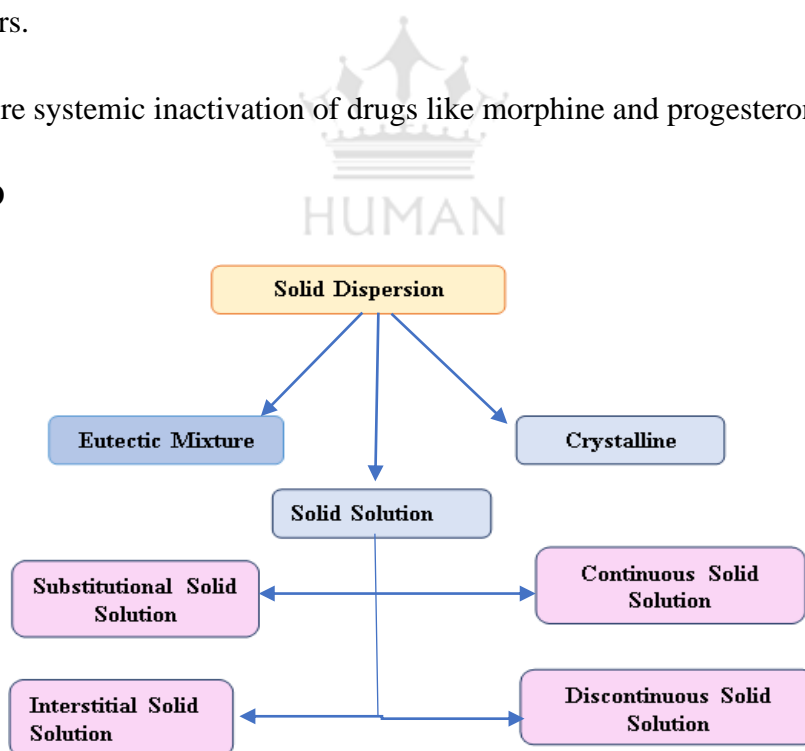 rs.
re systemic inactivation of drugs like morphine and progesteron
HUMAN
Solid Dispersion
Eutectic Mixture
Crystalline
Solid Solution
Substitutional Solid
Solution
Continuous Solid
Solution
Interstitial Solid
Solution
Discontinuous Solid
Solution